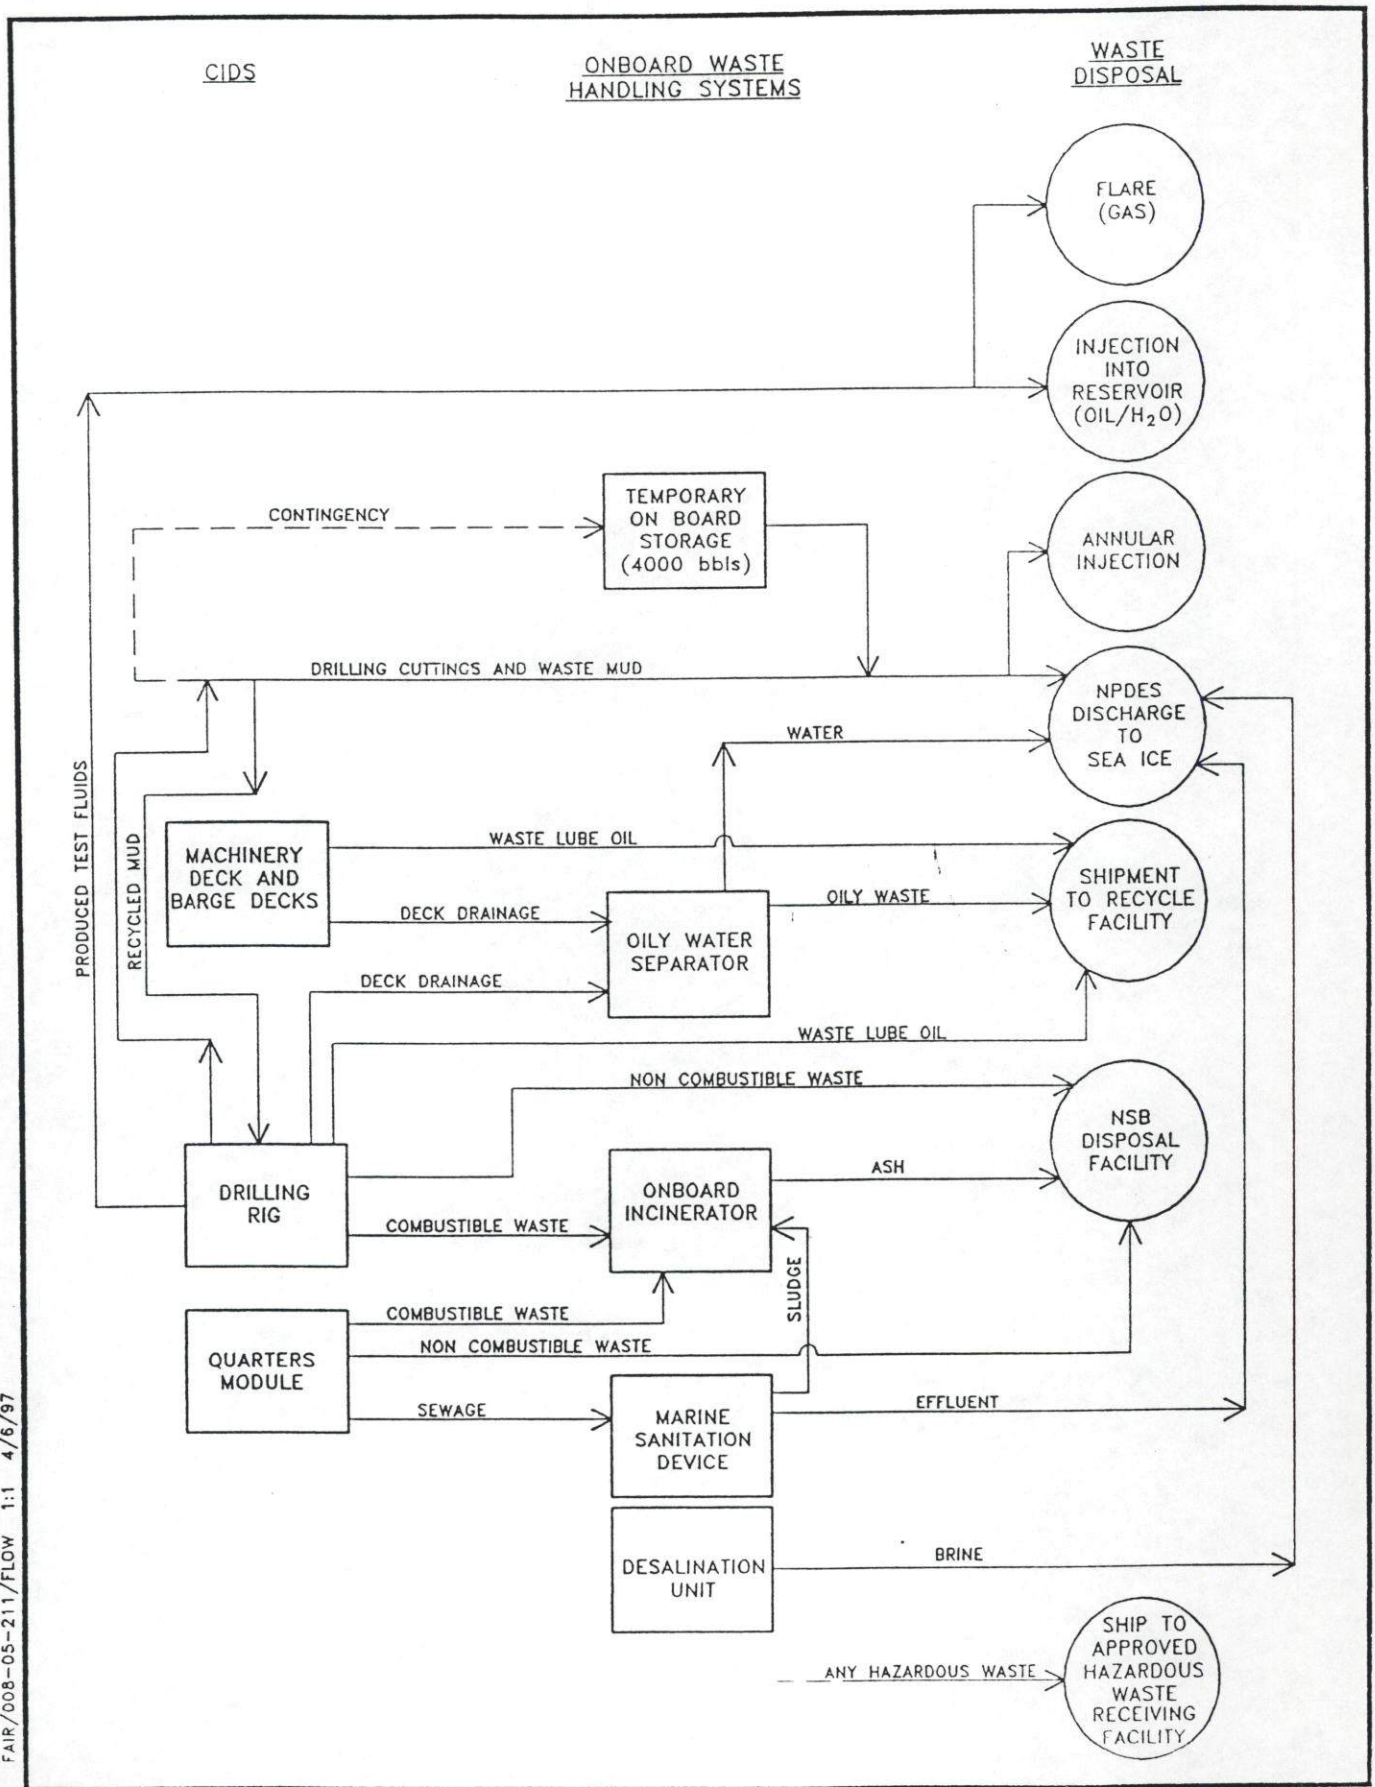 CIDS
ONBOARD WASTE
HANDLING SYSTEMS
WASTE
DISPOSAL
FLARE
(GAS)
INJECTION
INTO
RESERVOIR
(OIL/H₂O)
CONTINGENCY
TEMPORARY
ON BOARD
STORAGE
(4000 bbls)
ANNULAR
INJECTION
DRILLING CUTTINGS AND WASTE MUD
NPDES
DISCHARGE
TO
SEA ICE
WATER
PRODUCED TEST FLUIDS
RECYCLED MUD
MACHINERY
DECK AND
BARGE DECKS
WASTE LUBE OIL
DECK DRAINAGE
OILY WATER
SEPARATOR
OILY WASTE
SHIPMENT
TO RECYCLE
FACILITY
DECK DRAINAGE
WASTE LUBE OIL
NON COMBUSTIBLE WASTE
NSB
DISPOSAL
FACILITY
DRILLING
RIG
COMBUSTIBLE WASTE
ONBOARD
INCINERATOR
ASH
SLUDGE
QUARTERS
MODULE
COMBUSTIBLE WASTE
NON COMBUSTIBLE WASTE
SEWAGE
MARINE
SANITATION
DEVICE
EFFLUENT
DESALINATION
UNIT
BRINE
ANY HAZARDOUS WASTE
SHIP TO
APPROVED
HAZARDOUS
WASTE
RECEIVING
FACILITY
FAIR/008-05-211/FLOW 1:1 4/6/97